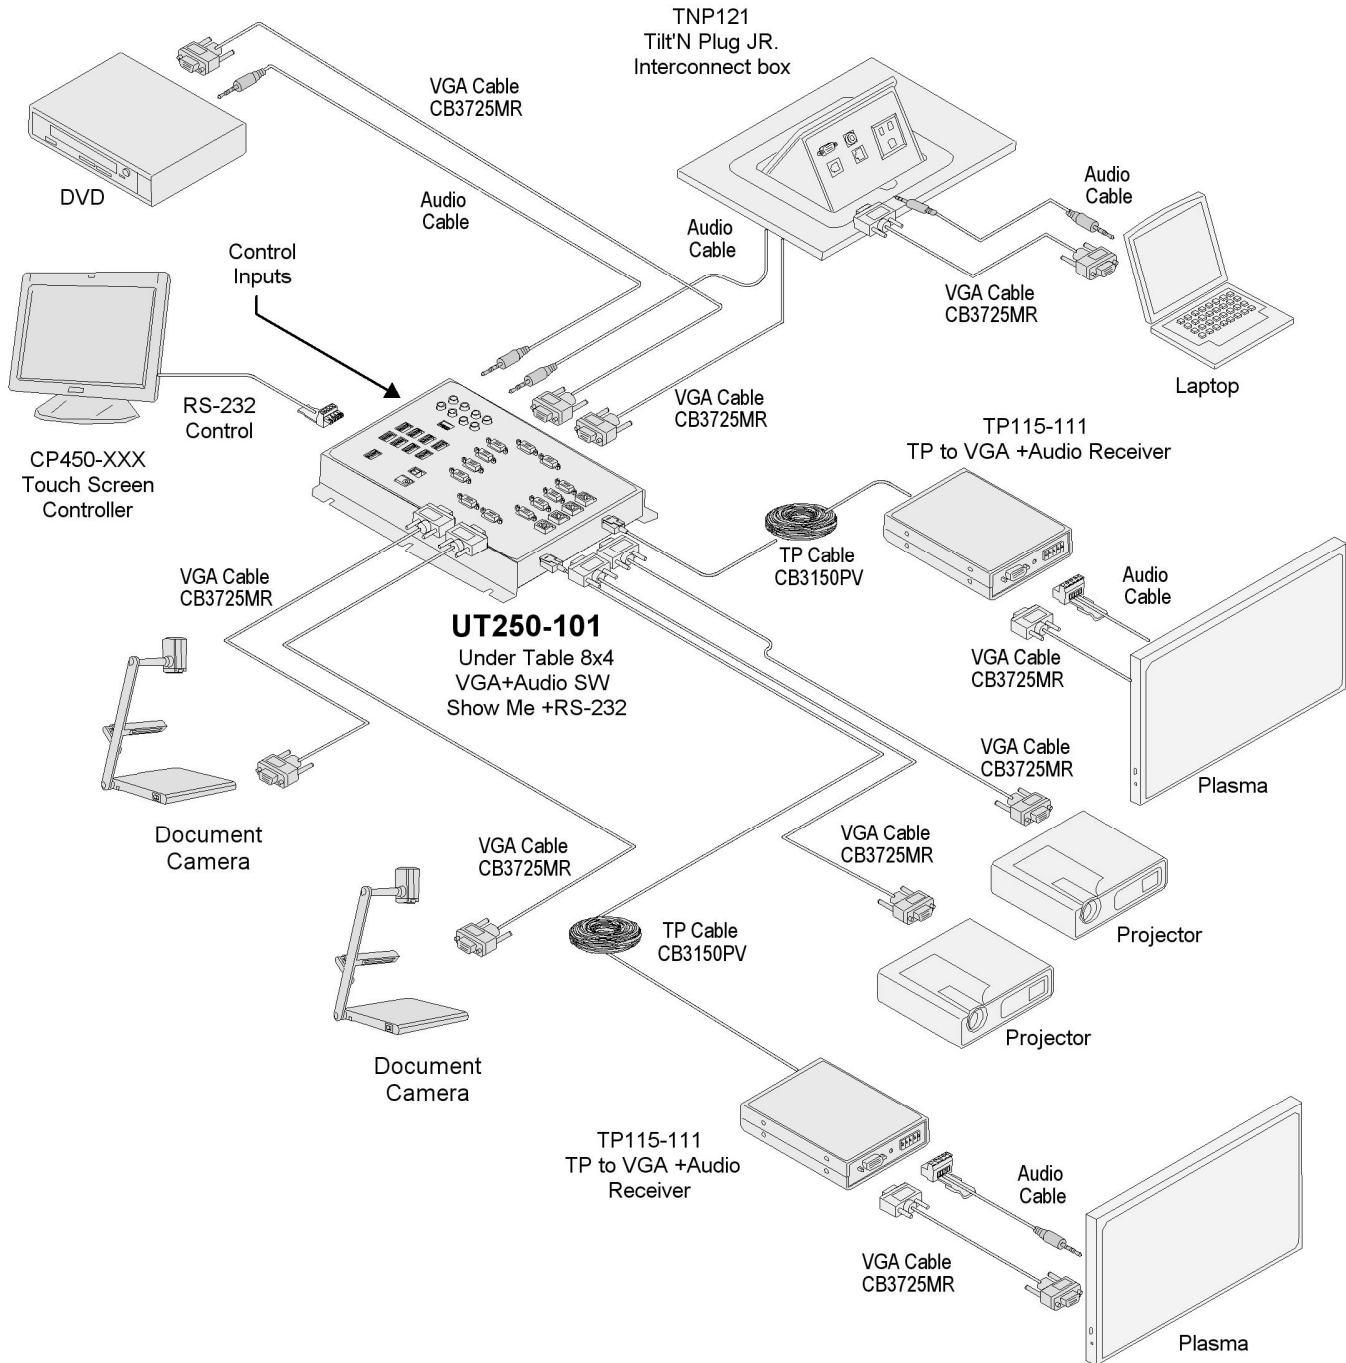 TNP121
Tilt'N Plug JR.
Interconnect box
VGA Cable
CB3725MR
DVD
Audio
Cable
Audio
Cable
Audio
Cable
VGA Cable
CB3725MR
Laptop
Control
Inputs
RS-232
Control
CP450-XXX
Touch Screen
Controller
VGA Cable
CB3725MR
TP115-111
TP to VGA +Audio Receiver
TP Cable
CB3150PV
Audio
Cable
VGA Cable
CB3725MR
Plasma
VGA Cable
CB3725MR
UT250-101
Under Table 8x4
VGA+Audio SW
Show Me +RS-232
Document
Camera
VGA Cable
CB3725MR
Projector
VGA Cable
CB3725MR
Projector
VGA Cable
CB3725MR
Document
Camera
TP Cable
CB3150PV
TP115-111
TP to VGA +Audio
Receiver
Audio
Cable
VGA Cable
CB3725MR
Plasma